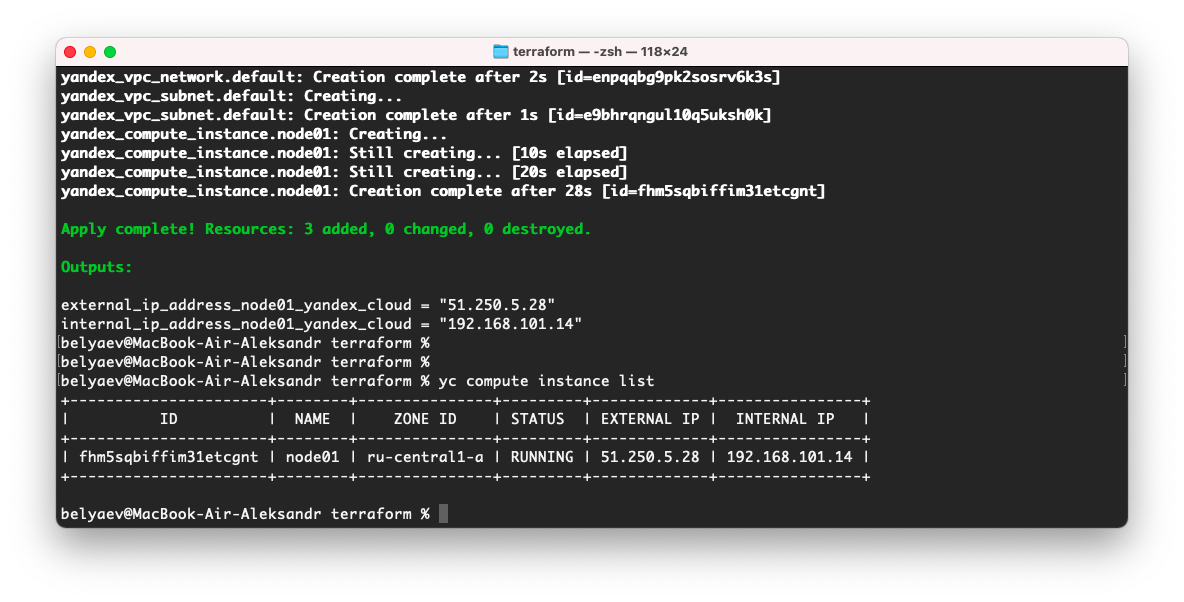 terraform — -zsh — 118×24
yandex_vpc_network.default: Creation complete after 2s [id=enpqqbg9pk2sosrv6k3s]
yandex_vpc_subnet.default: Creating...
yandex_vpc_subnet.default: Creation complete after 1s [id=e9bhrqngul10q5uksh0k]
yandex_compute_instance.node01: Creating...
yandex_compute_instance.node01: Still creating... [10s elapsed]
yandex_compute_instance.node01: Still creating... [20s elapsed]
yandex_compute_instance.node01: Creation complete after 28s [id=fhm5sqbiffim31etcgnt]
Apply complete! Resources: 3 added, 0 changed, 0 destroyed.
Outputs:
external_ip_address_node01_yandex_cloud = "51.250.5.28"
internal_ip_address_node01_yandex_cloud = "192.168.101.14"
[belyaev@MacBook-Air-Aleksandr terraform % ]
[belyaev@MacBook-Air-Aleksandr terraform % ]
[belyaev@MacBook-Air-Aleksandr terraform % yc compute instance list ]
+----------------------+--------+---------------+---------+-------------+----------------+
|          ID          |  NAME  |    ZONE ID    | STATUS  | EXTERNAL IP |  INTERNAL IP   |
+----------------------+--------+---------------+---------+-------------+----------------+
| fhm5sqbiffim31etcgnt | node01 | ru-central1-a | RUNNING | 51.250.5.28 | 192.168.101.14 |
+----------------------+--------+---------------+---------+-------------+----------------+
belyaev@MacBook-Air-Aleksandr terraform %